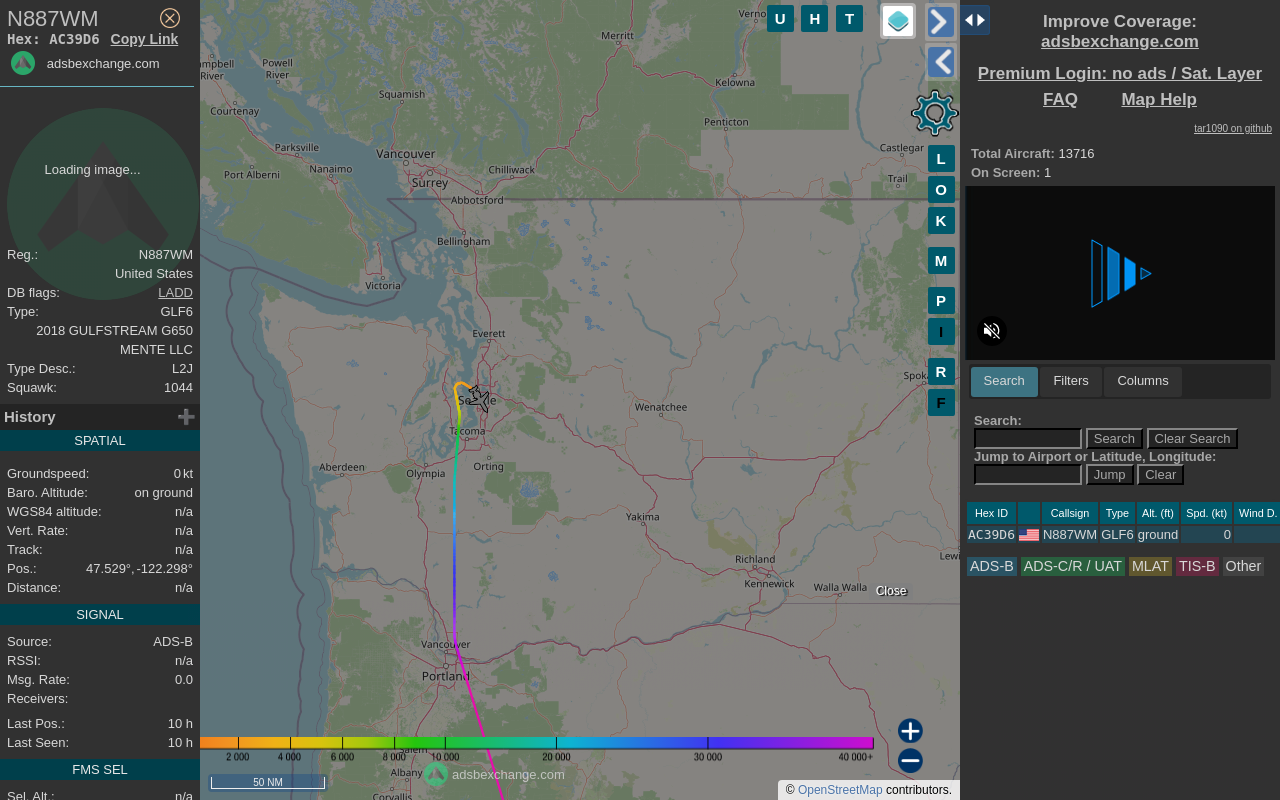 N887WM
Hex: AC39D6 Copy Link
adsbexchange.com
Loading image...
Reg.: N887WM
United States
DB flags: LADD
Type: GLF6
2018 GULFSTREAM G650
MENTE LLC
Type Desc.: L2J
Squawk: 1044
History
SPATIAL
Groundspeed: 0 kt
Baro. Altitude: on ground
WGS84 altitude: n/a
Vert. Rate: n/a
Track: n/a
Pos.: 47.529°, -122.298°
Distance: n/a
SIGNAL
Source: ADS-B
RSSI: n/a
Msg. Rate: 0.0
Receivers:
Last Pos.: 10 h
Last Seen: 10 h
FMS SEL
Sel. Alt.: n/a
U H T
Merritt
Powell
River
River
Squamish
Kelowna
Courtenay
Penticton
Parksville
Vancouver
Castlegar
Nanaimo
Chilliwack
Port Alberni
Surrey
Trail
Abbotsford
Bellingham
Victoria
Everett
Wenatchee
Tacoma
Aberdeen
Olympia
Orting
Yakima
Richland
Kennewick
Walla Walla
Vancouver
Portland
Albany
Corvallis
L
O
K
M
P
I
R
F
Close
2 000 4 000 6 000 8 000 10 000 20 000 30 000 40 000+
50 NM
adsbexchange.com
© OpenStreetMap contributors.
Improve Coverage:
adsbexchange.com
Premium Login: no ads / Sat. Layer
FAQ Map Help
tar1090 on github
Total Aircraft: 13716
On Screen: 1
Search Filters Columns
Search:
Search Clear Search
Jump to Airport or Latitude, Longitude:
Jump Clear
Hex ID Callsign Type Alt. (ft) Spd. (kt) Wind D.
AC39D6 N887WM GLF6 ground 0
ADS-B ADS-C/R / UAT MLAT TIS-B Other